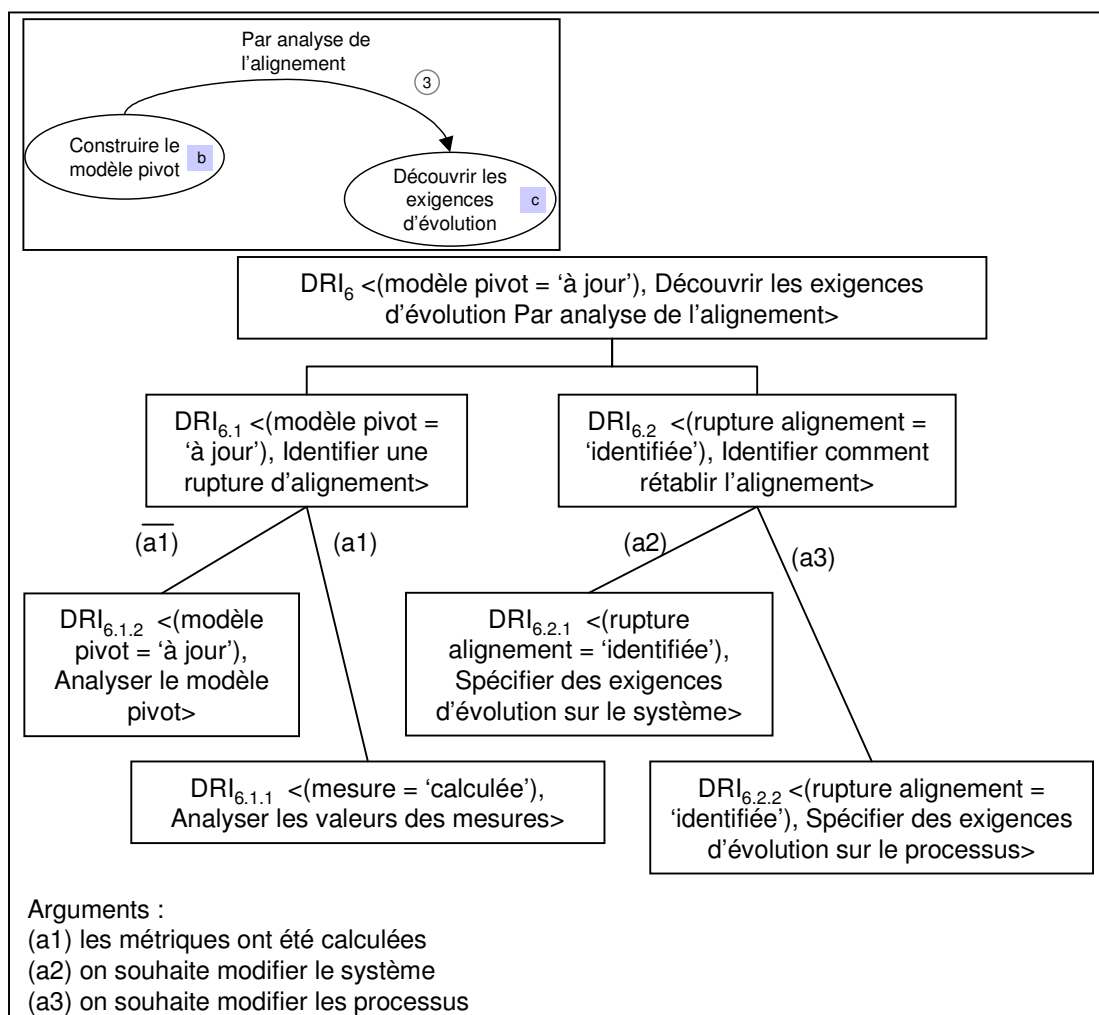 Par analyse de
l'alignement
3
Construire le
modèle pivot
b
Découvrir les
exigences
d'évolution
c
DRI6 <(modèle pivot = ‘à jour’), Découvrir les exigences
d'évolution Par analyse de l'alignement>
DRI6.1 <(modèle pivot =
‘à jour’), Identifier une
rupture d'alignement>
DRI6.2 <(rupture alignement =
‘identifiée’), Identifier comment
rétablir l'alignement>
(a1)
(a1)
(a2)
(a3)
DRI6.1.2 <(modèle
pivot = ‘à jour’),
Analyser le modèle
pivot>
DRI6.2.1 <(rupture
alignement = ‘identifiée’),
Spécifier des exigences
d'évolution sur le système>
DRI6.1.1 <(mesure = ‘calculée’),
Analyser les valeurs des mesures>
DRI6.2.2 <(rupture alignement =
‘identifiée’), Spécifier des exigences
d'évolution sur le processus>
Arguments :
(a1) les métriques ont été calculées
(a2) on souhaite modifier le système
(a3) on souhaite modifier les processus